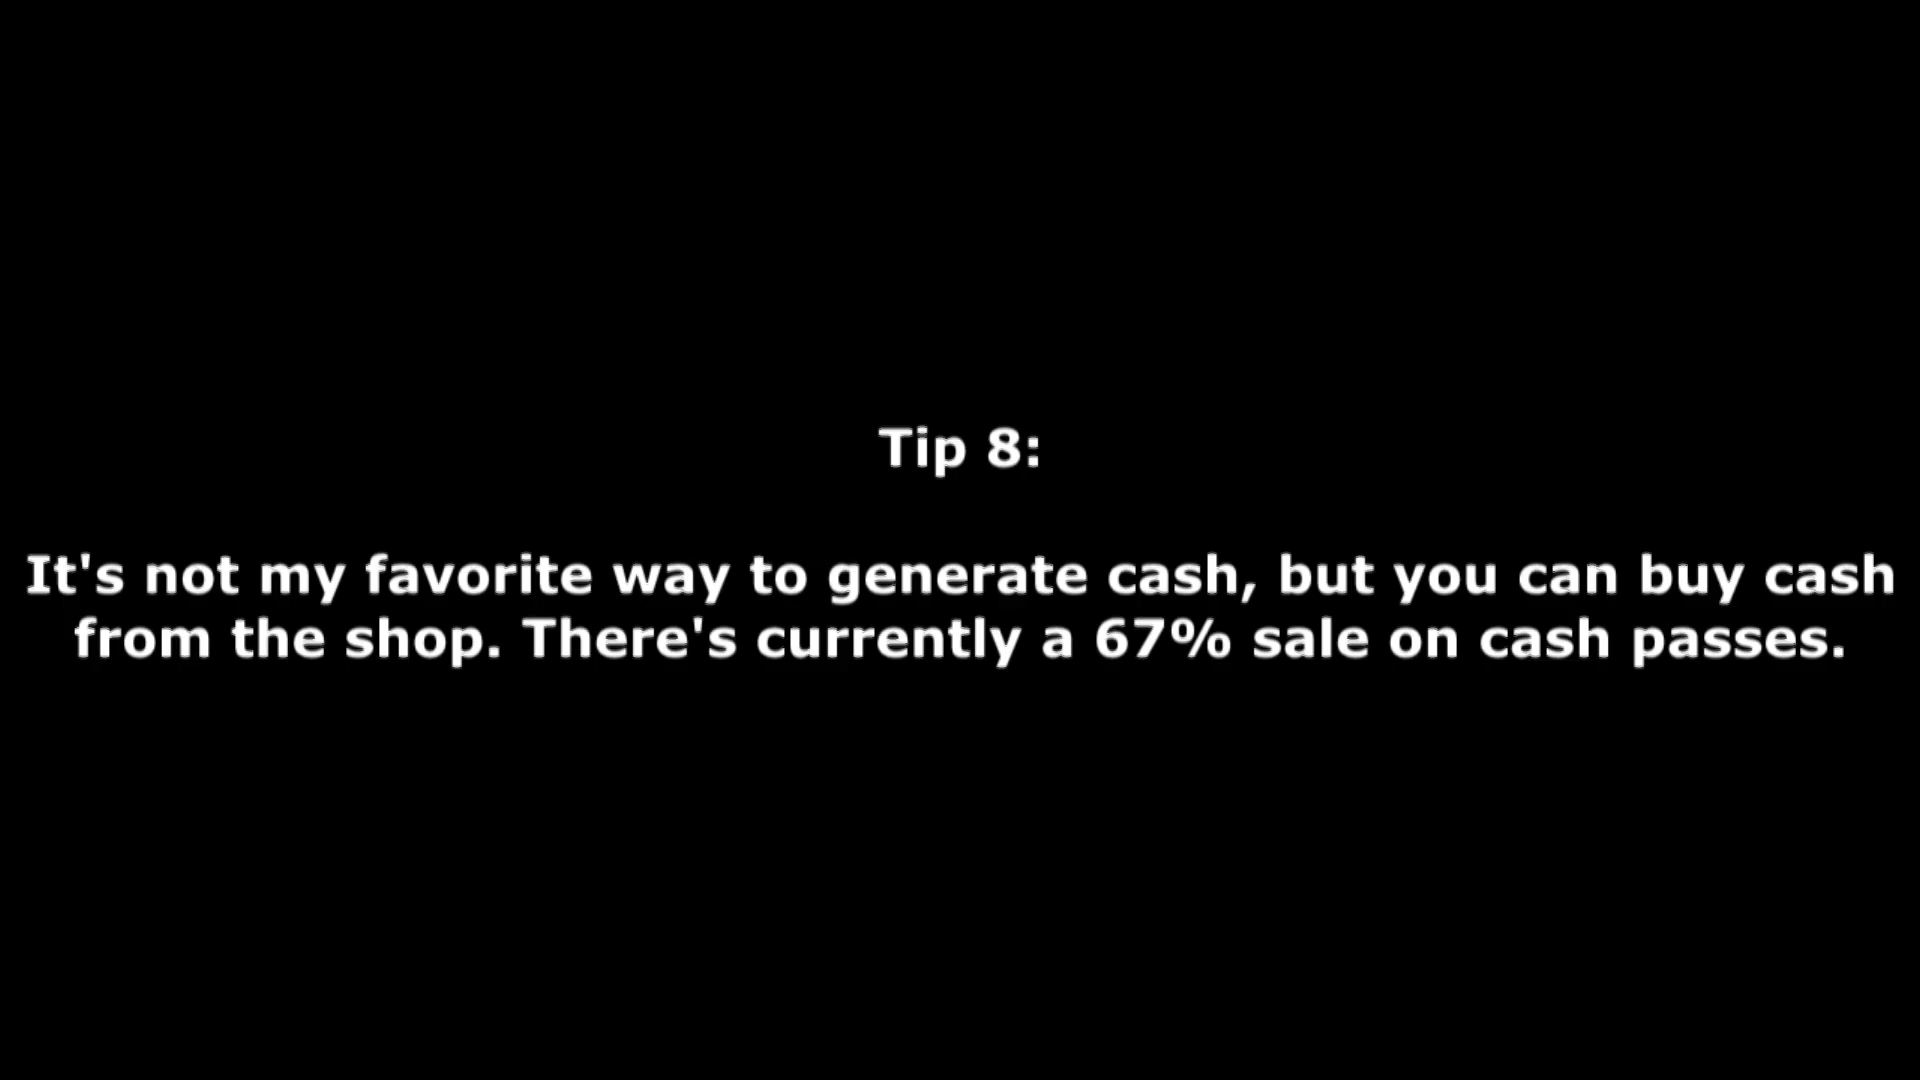 Tip 8:
It's not my favorite way to generate cash, but you can buy cash
from the shop. There's currently a 67% sale on cash passes.